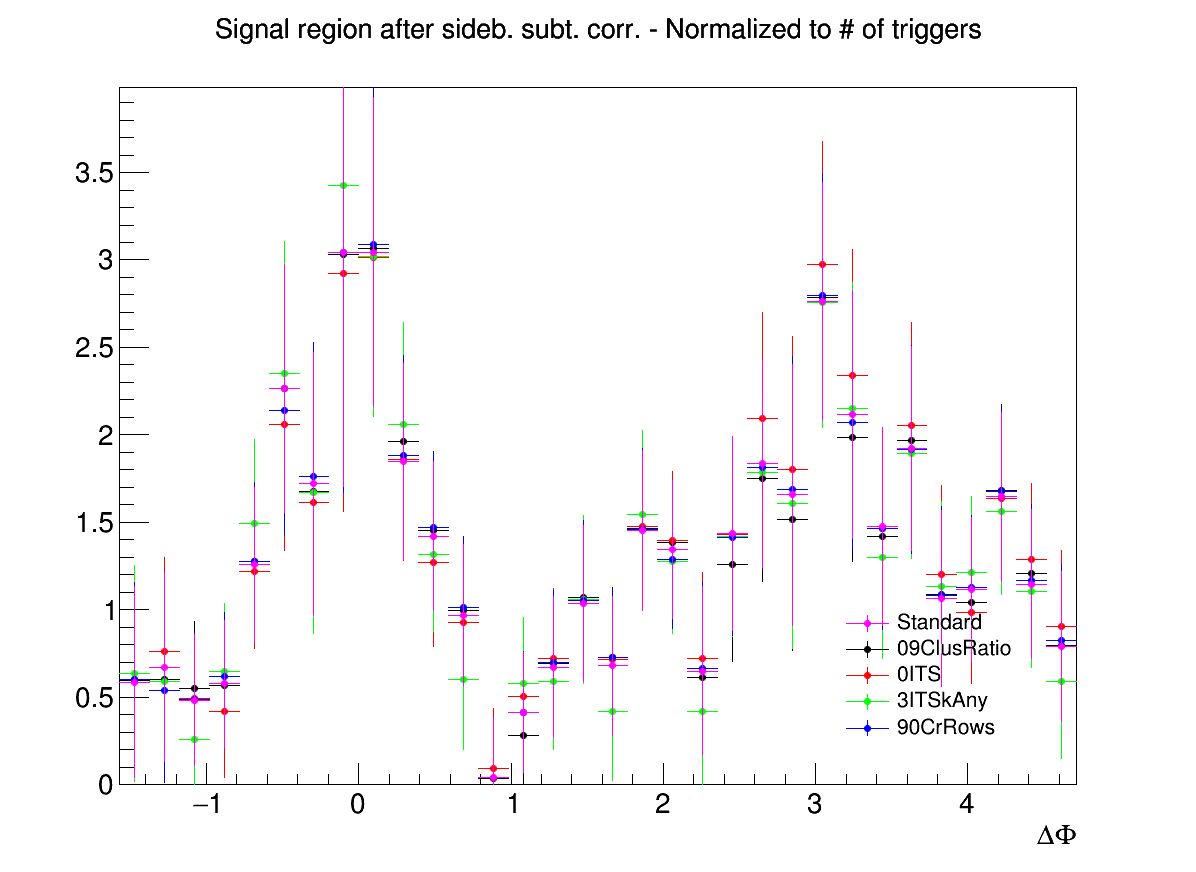 Signal region after sideb. subt. corr. - Normalized to # of triggers
3.5
3
2.5
2
1.5
1
0.5
0
−1 0 1 2 3 4
ΔΦ
Standard
09ClusRatio
0ITS
3ITSkAny
90CrRows